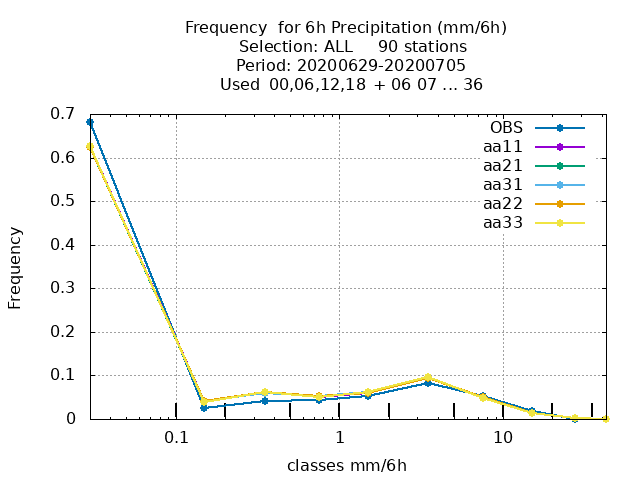 Frequency  for 6h Precipitation (mm/6h)
Selection: ALL     90 stations
Period: 20200629-20200705
Used  00,06,12,18  + 06 07 ... 36
OBS
aa11
aa21
aa31
aa22
aa33
0.7
0.6
0.5
0.4
0.3
0.2
0.1
0
Frequency
0.1
1
10
classes mm/6h